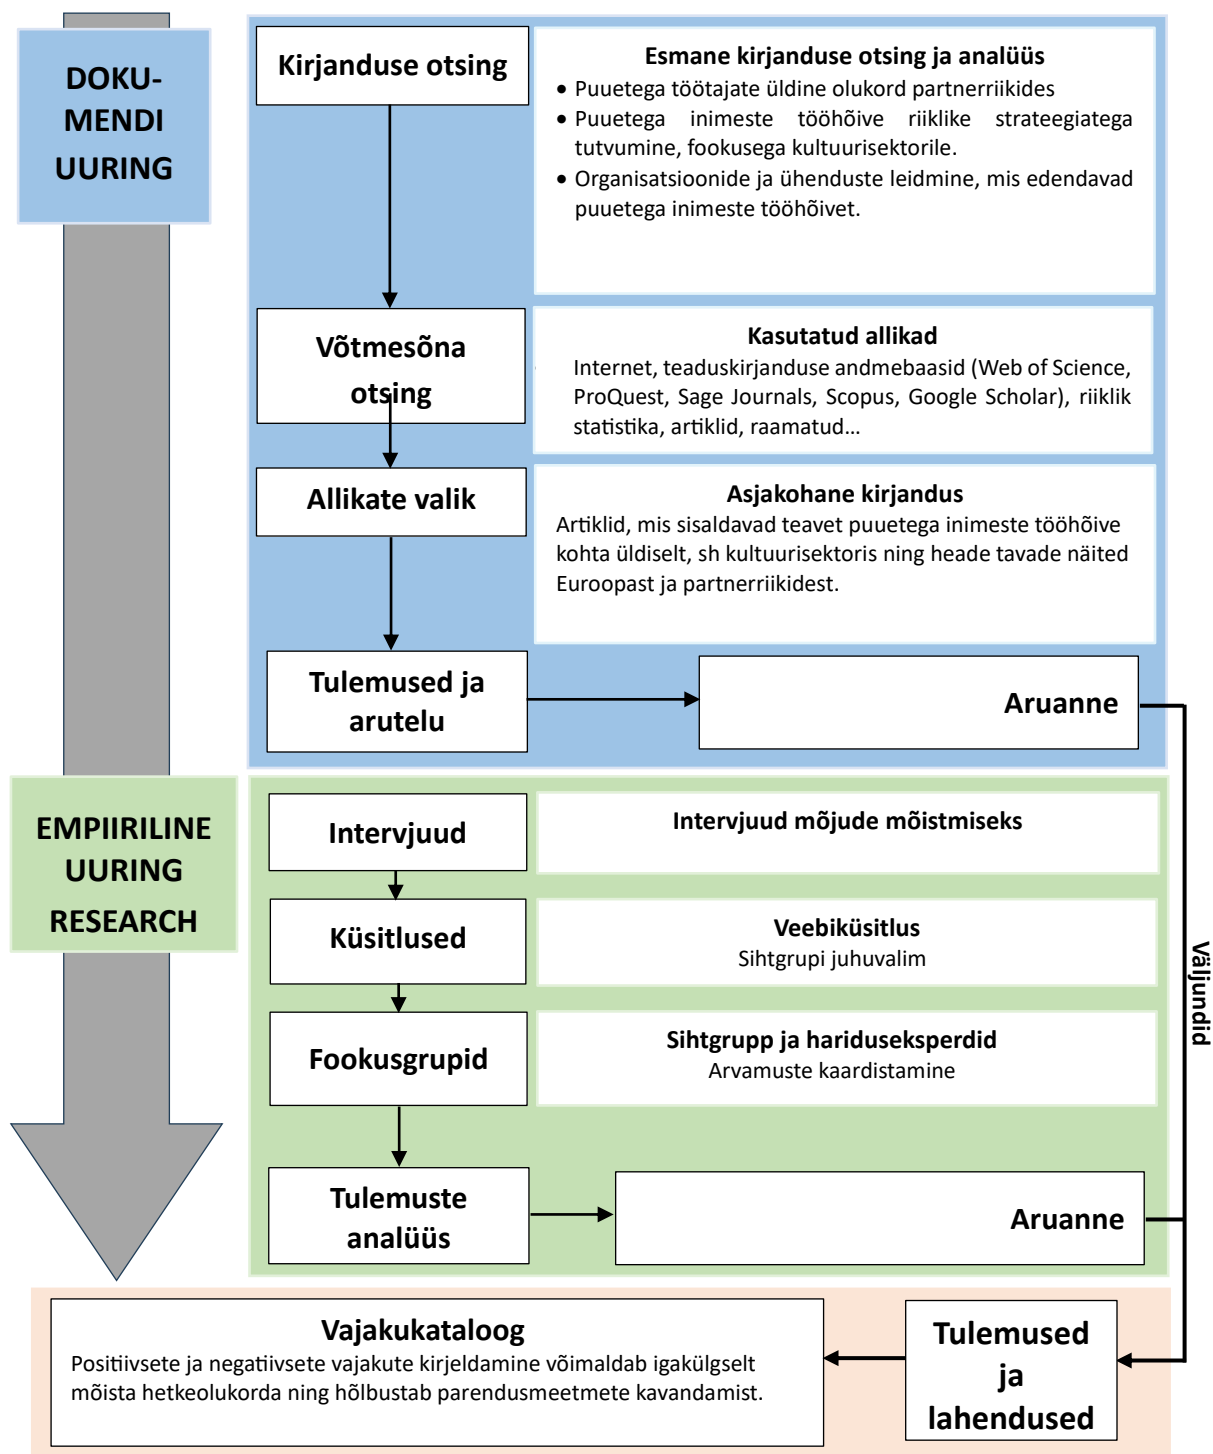 DOKU-
MENDI
UURING
Kirjanduse otsing
Esmane kirjanduse otsing ja analüüs
• Puuetega töötajate üldine olukord partnerriikides
• Puuetega inimeste tööhõive riiklike strateegiatega
tutvumine, fookusega kultuurisektorile.
• Organisatsioonide ja ühenduste leidmine, mis edendavad
puuetega inimeste tööhõivet.
Võtmesõna
otsing
Kasutatud allikad
Internet, teaduskirjanduse andmebaasid (Web of Science,
ProQuest, Sage Journals, Scopus, Google Scholar), riiklik
statistika, artiklid, raamatud…
Allikate valik
Asjakohane kirjandus
Artiklid, mis sisaldavad teavet puuetega inimeste tööhõive
kohta üldiselt, sh kultuurisektoris ning heade tavade näited
Euroopast ja partnerriikidest.
Tulemused ja
arutelu
Aruanne
EMPIIRILINE
UURING
RESEARCH
Intervjuud
Intervjuud mõjude mõistmiseks
Küsitlused
Veebiküsitlus
Sihtgrupi juhuvalim
Fookusgrupid
Sihtgrupp ja hariduseksperdid
Arvamuste kaardistamine
Tulemuste
analüüs
Aruanne
Väljundid
Vajakukataloog
Positiivsete ja negatiivsete vajakute kirjeldamine võimaldab igakülgselt
mõista hetkeolukorda ning hõlbustab parendusmeetmete kavandamist.
Tulemused
ja
lahendused